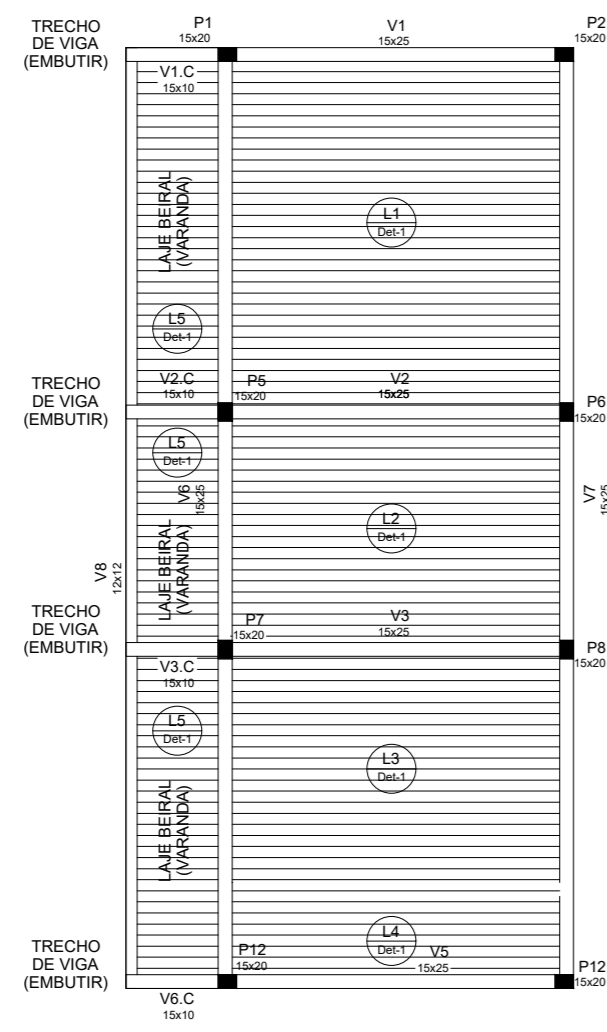 TRECHO
DE VIGA
(EMBUTIR)
P1
15x20
V1
15x25
P2
15x20
V1.C
15x10
LAJE BEIRAL
(VARANDA)
L1
Det-1
L5
Det-1
TRECHO
DE VIGA
(EMBUTIR)
V2.C
15x10
P5
15x20
V2
15x25
P6
15x20
L5
Det-1
V6
15x25
V7
15x25
L2
Det-1
LAJE BEIRAL
(VARANDA)
V8
12x12
TRECHO
DE VIGA
(EMBUTIR)
P7
15x20
V3
15x25
P8
15x20
V3.C
15x10
L5
Det-1
L3
Det-1
LAJE BEIRAL
(VARANDA)
L4
Det-1
TRECHO
DE VIGA
(EMBUTIR)
P12
15x20
V5
15x25
P12
15x20
V6.C
15x10